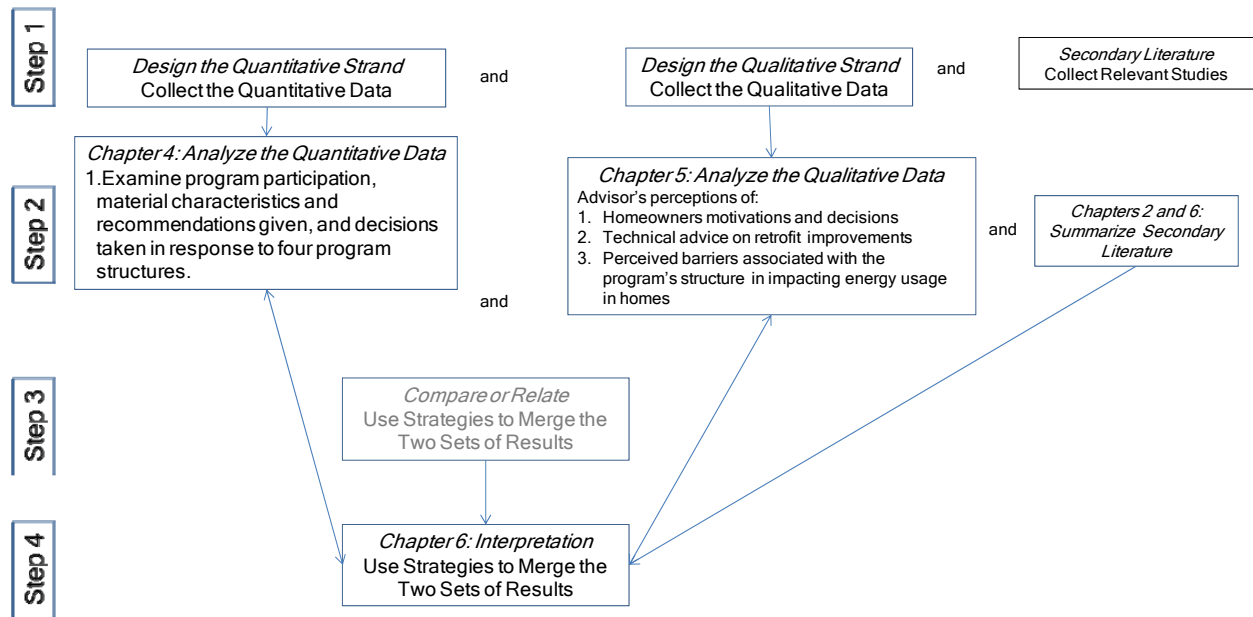 Step 1
Design the Quantitative Strand
Collect the Quantitative Data
and
Design the Qualitative Strand
Collect the Qualitative Data
and
Secondary Literature
Collect Relevant Studies
Step 2
Chapter 4: Analyze the Quantitative Data
1.Examine program participation,
material characteristics and
recommendations given, and decisions
taken in response to four program
structures.
and
Chapter 5: Analyze the Qualitative Data
Advisor's perceptions of:
1. Homeowners motivations and decisions
2. Technical advice on retrofit improvements
3. Perceived barriers associated with the
program's structure in impacting energy usage
in homes
and
Chapters 2 and 6:
Summarize Secondary
Literature
Step 3
Compare or Relate
Use Strategies to Merge the
Two Sets of Results
Step 4
Chapter 6: Interpretation
Use Strategies to Merge the
Two Sets of Results